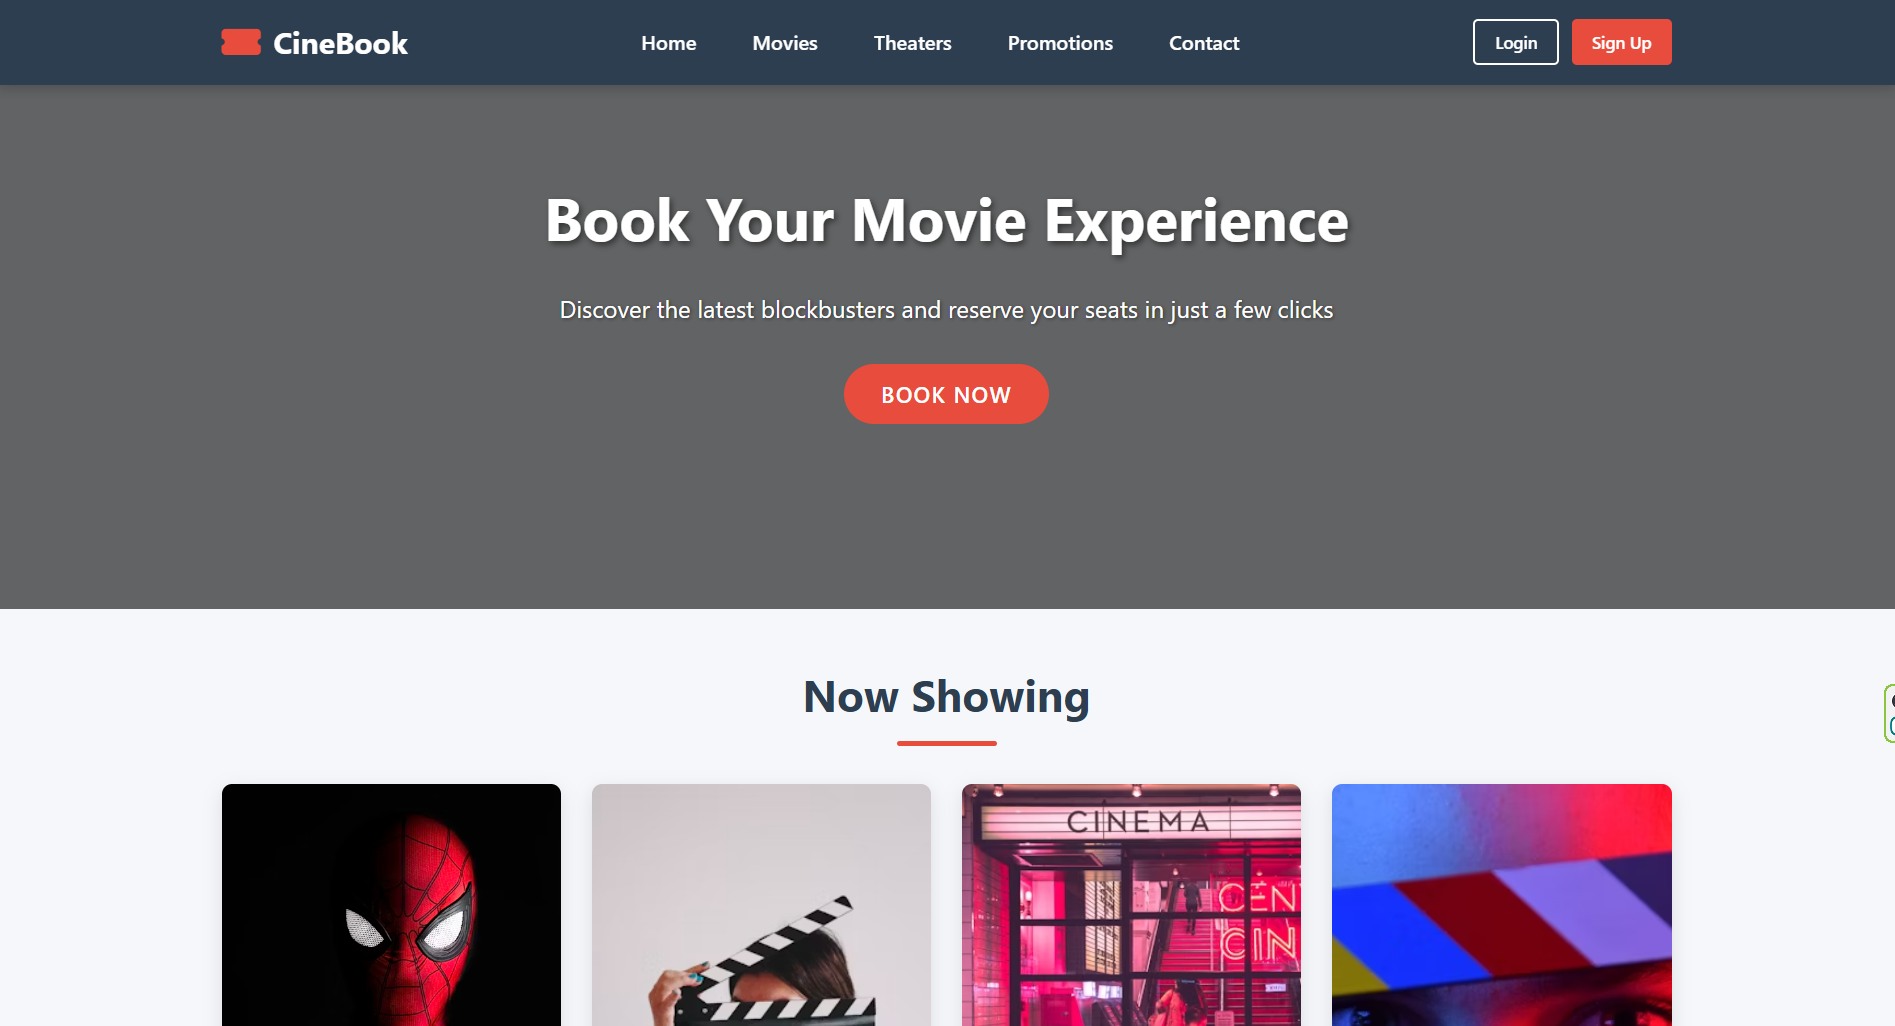 CineBook
Home
Movies
Theaters
Promotions
Contact
Login
Sign Up
Book Your Movie Experience
Discover the latest blockbusters and reserve your seats in just a few clicks
BOOK NOW
Now Showing
CINEMA
CEN
CIN